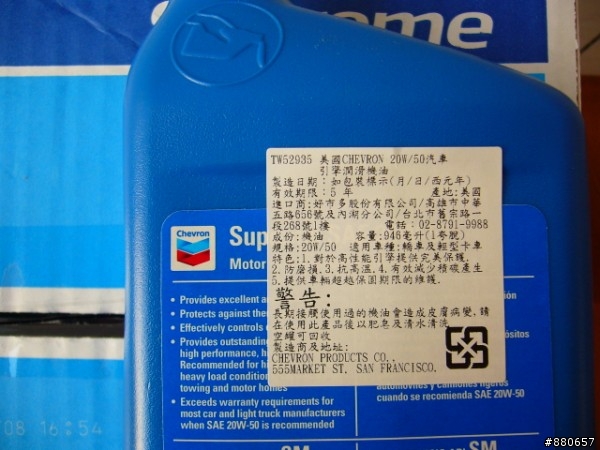 TW52935 美國CHEVRON 20W/50汽車
引擎潤滑機油
製造日期：如包裝標示(月/日/西元年)
有效期限：5 年 產地:美國
進口商:好市多股份有限公司/高雄市中華
五路656號及內湖分公司/台北市舊宗路一
段268號1樓 電話：02-8791-9988
成份:機油 容量:946毫升(1夸脫)
規格:20W/50 適用車種:轎車及輕型卡車
特色:1.對於高性能引擎提供完美保護.
2.防磨損.3.抗高溫.4.有效減少積碳產生
5.提供車輛超越保固期限的維護.
警告:
長期接觸使用過的機油會造成皮膚病變,請
在使用此產品後以肥皂及清水清洗
空罐可回收
製造商及地址:
CHEVRON PRODUCTS CO.,
555MARKET ST. SAN FRANCISCO.
Chevron
Sup
Motor
• Provides excellent
• Protects against the
• Effectively controls
• Provides outstanding
high performance, h
Recommended for h
heavy load condition
towing and motor homes
• Exceeds warranty requirements for
most car and light truck manufacturers
when SAE 20W-50 is recommended
automóviles y camiones ligeros
cuando se recomienda SAE 20W-50
SM
/08 16:54
#880657